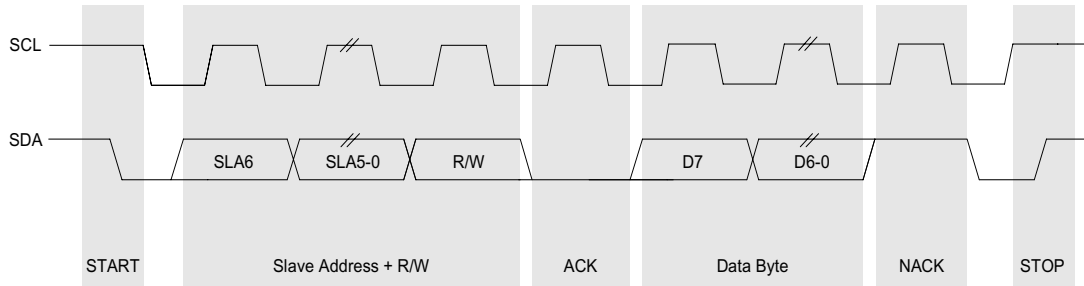 SCL
SDA
SLA6 SLA5-0 R/W D7 D6-0
START Slave Address + R/W ACK Data Byte NACK STOP